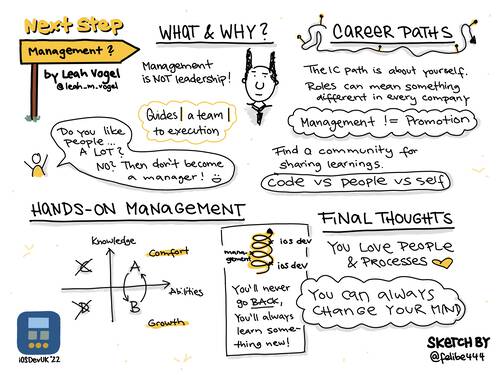 Next Step
Management?
by Leah Vogel
@leah_m_vogel
WHAT & WHY?
Management
is NOT leadership!
Guides a team
to execution
Do you like
people...
A LOT?
NO? Then don't become
a manager!
CAREER PATHS
The IC path is about yourself.
Roles can mean something
different in every company
Management != Promotion
Find a community for
sharing learnings.
code vs people vs self
HANDS-ON MANAGEMENT
Knowledge
Comfort
C
A
Abilities
D
B
Growth
ios dev
management
ios dev
You'll never
go BACK,
You'll always
learn some-
thing new!
FINAL THOUGHTS
YOU LOVE PEOPLE
& PROCESSES
YOU CAN ALWAYS
CHANGE YOUR MIND
iOSDevUK '22
SKETCH BY
@felibe444